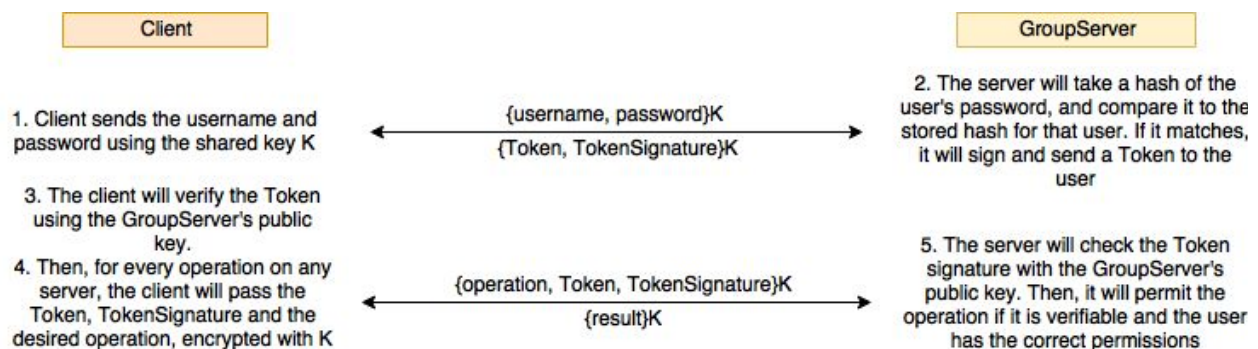 Client
GroupServer
1. Client sends the username and
password using the shared key K
{username, password}K
{Token, TokenSignature}K
2. The server will take a hash of the
user's password, and compare it to the
stored hash for that user. If it matches,
it will sign and send a Token to the
user
3. The client will verify the Token
using the GroupServer's public
key.
4. Then, for every operation on any
server, the client will pass the
Token, TokenSignature and the
desired operation, encrypted with K
{operation, Token, TokenSignature}K
{result}K
5. The server will check the Token
signature with the GroupServer's
public key. Then, it will permit the
operation if it is verifiable and the user
has the correct permissions